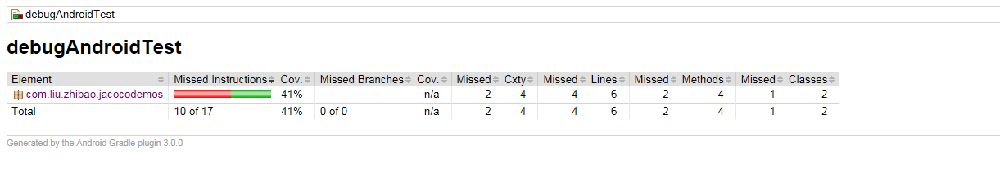 debugAndroidTest
debugAndroidTest
Element Missed Instructions Cov. Missed Branches Cov. Missed Cxty Missed Lines Missed Methods Missed Classes
com.liu.zhibao.jacocodemos 41% n/a 2 4 4 6 2 4 1 2
Total 10 of 17 41% 0 of 0 n/a 2 4 4 6 2 4 1 2
Generated by the Android Gradle plugin 3.0.0